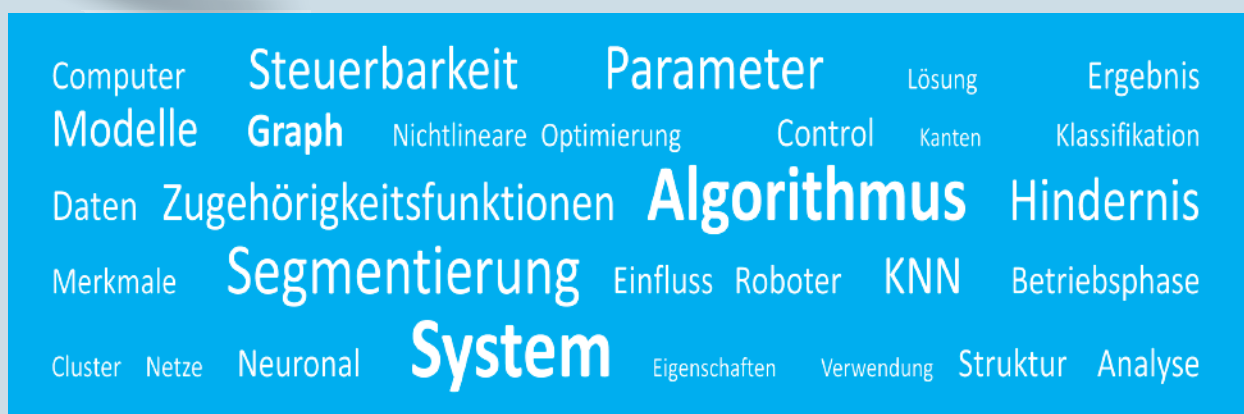 Computer Steuerbarkeit Parameter Lösung Ergebnis
Modelle Graph Nichtlineare Optimierung Control Kanten Klassifikation
Daten Zugehörigkeitsfunktionen Algorithmus Hindernis
Merkmale Segmentierung Einfluss Roboter KNN Betriebsphase
Cluster Netze Neuronal System Eigenschaften Verwendung Struktur Analyse